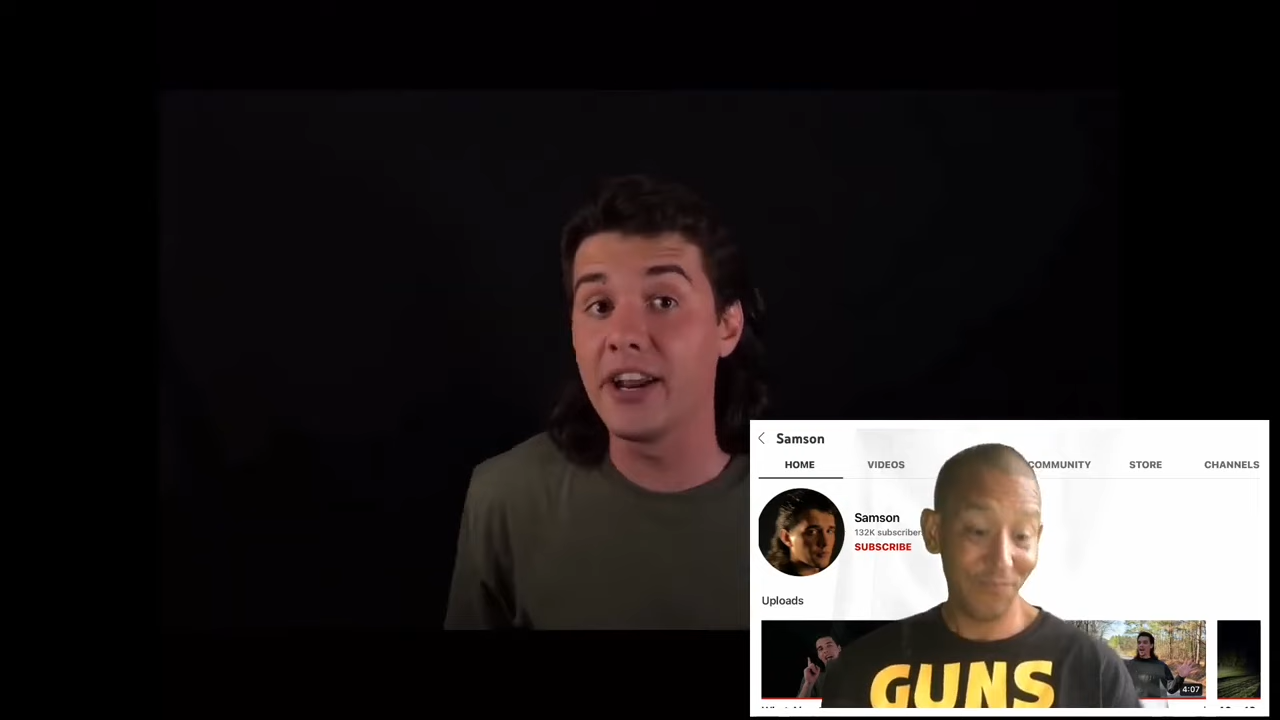 Samson
HOME VIDEOS COMMUNITY STORE CHANNELS
Samson
132K subscriber
SUBSCRIBE
Uploads
GUNS
4:07